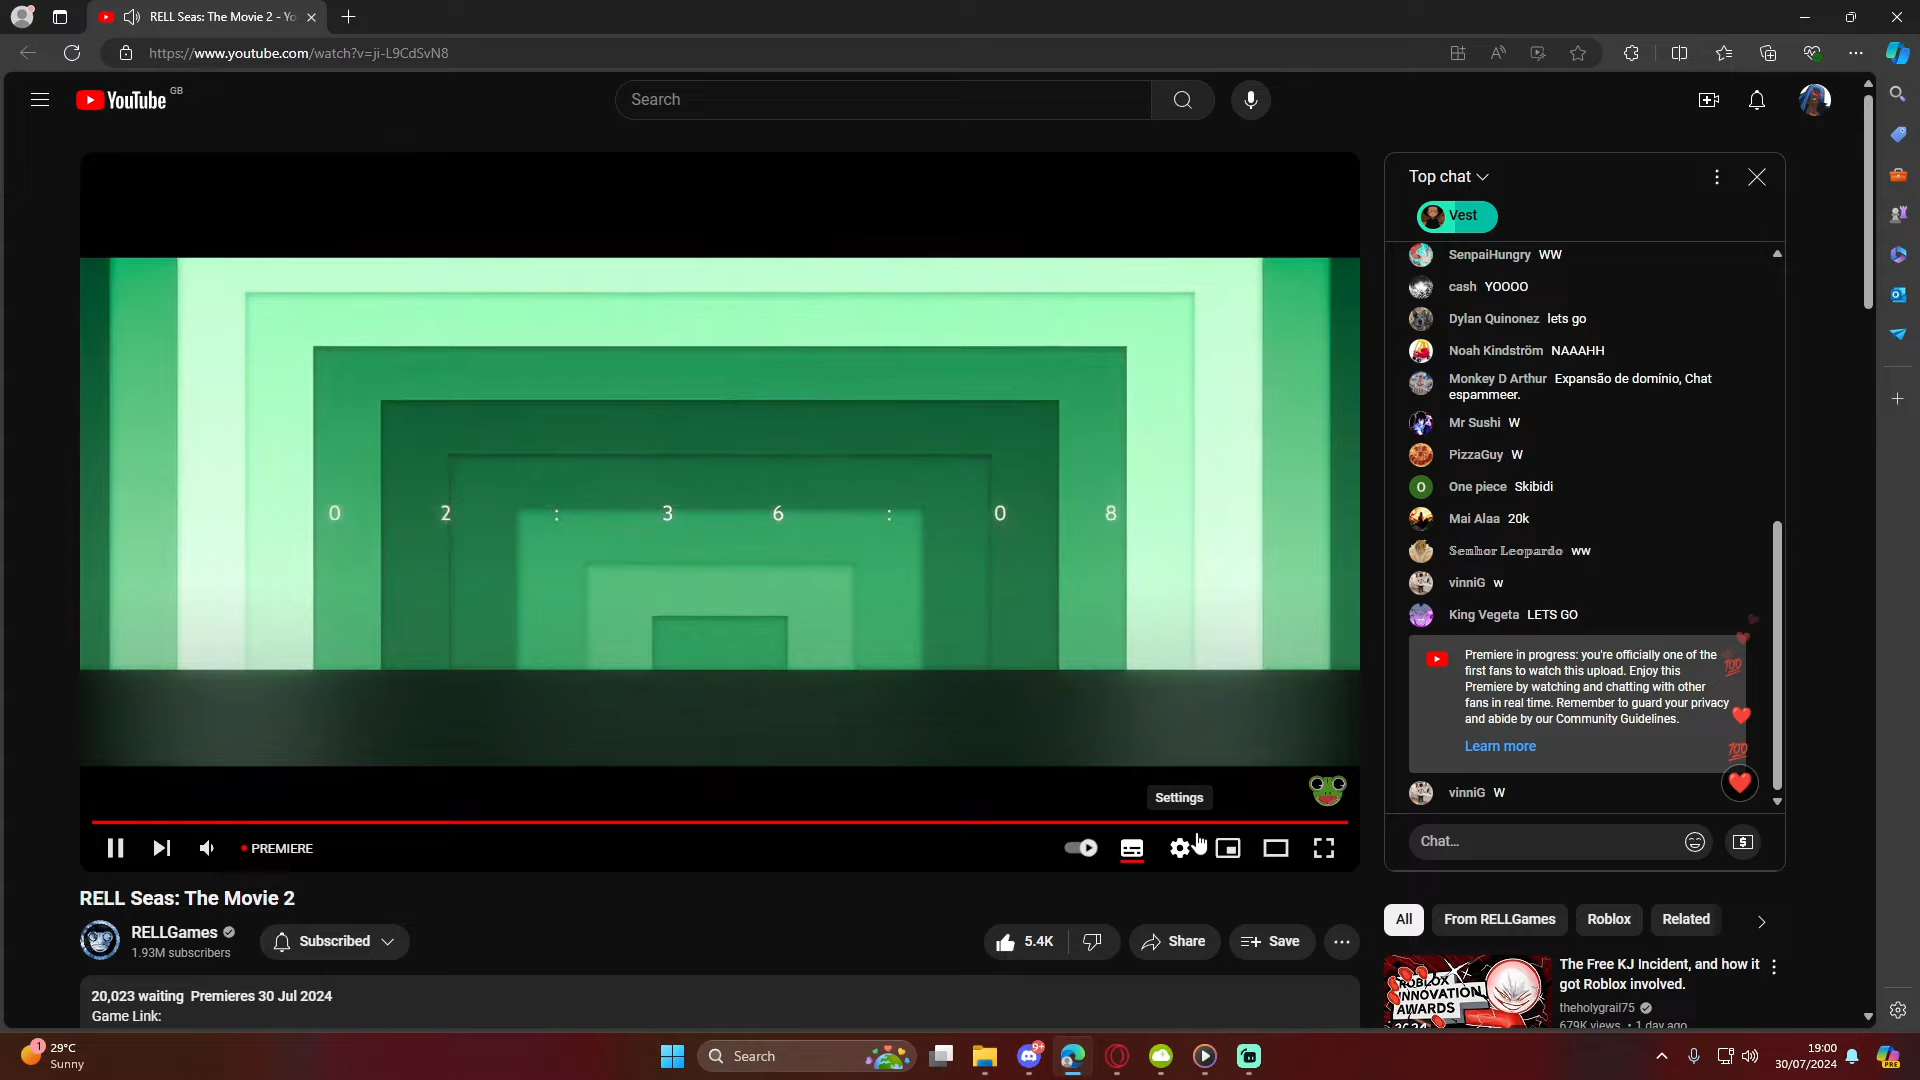 RELL Seas: The Movie 2 - Yo
https://www.youtube.com/watch?v=ji-L9CdSvN8
YouTube GB
Search
Top chat
Vest
SenpaiHungry WW
cash YOOOO
Dylan Quinonez lets go
Noah Kindström NAAAHH
Monkey D Arthur Expansão de domínio, Chat
espammeer.
Mr Sushi W
PizzaGuy W
O
One piece Skibidi
Mai Alaa 20k
𝕾𝖊𝖓𝖍𝖔𝖗 𝕷𝖊𝖔𝖕𝖆𝖗𝖉𝖔 ww
vinniG w
King Vegeta LETS GO
Premiere in progress: you're officially one of the
first fans to watch this upload. Enjoy this
Premiere by watching and chatting with other
fans in real time. Remember to guard your privacy
and abide by our Community Guidelines.
Learn more
vinniG W
Chat...
0 2 : 3 6 : 0 8
Settings
PREMIERE
RELL Seas: The Movie 2
RELLGames
1.93M subscribers
Subscribed
5.4K
Share
Save
20,023 waiting Premieres 30 Jul 2024
Game Link:
All
From RELLGames
Roblox
Related
ROBLOX
INNOVATION
AWARDS
2024
The Free KJ Incident, and how it
got Roblox involved.
theholygrail75
679K views • 1 day ago
1
29°C
Sunny
Search
9+
19:00
30/07/2024
PRE